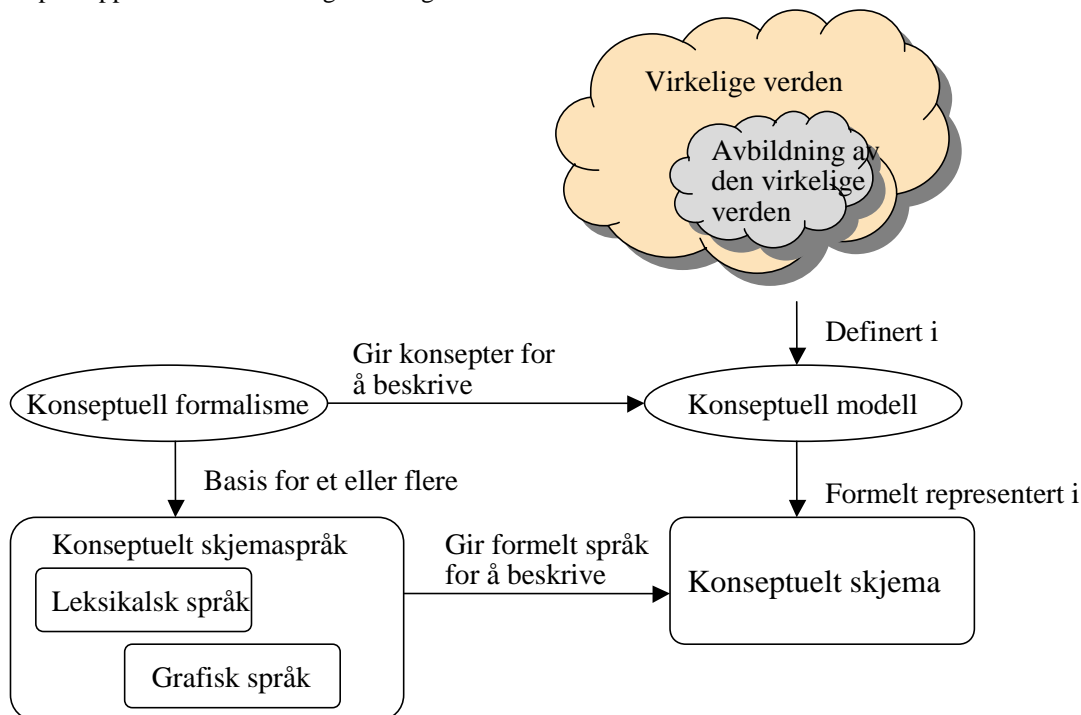 Virkelige verden
Avbildning av
den virkelige
verden
Definert i
Gir konsepter for
å beskrive
Konseptuell formalisme
Konseptuell modell
Basis for et eller flere
Formelt representert i
Konseptuelt skjemaspråk
Leksikalsk språk
Grafisk språk
Gir formelt språk
for å beskrive
Konseptuelt skjema